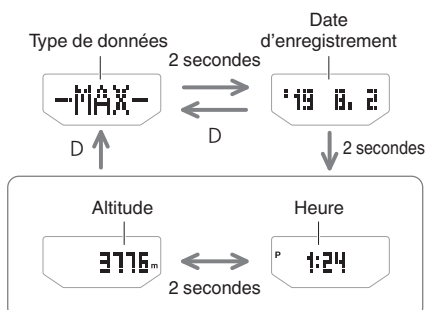 Date
Type de données
d'enregistrement
2 secondes
-MAX-
'19 8. 2
D
D
2 secondes
Altitude
Heure
3776m
P 1:24
2 secondes